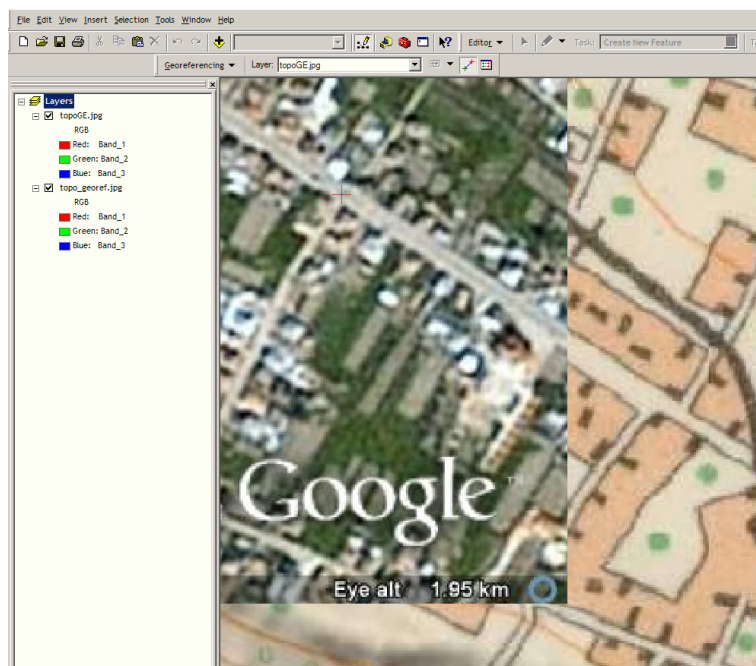 File Edit View Insert Selection Tools Window Help
Editor Task: Create New Feature
Georeferencing Layer: topoGE.jpg
Layers
topoGE.jpg
RGB
Red: Band_1
Green: Band_2
Blue: Band_3
topo_georef.jpg
RGB
Red: Band_1
Green: Band_2
Blue: Band_3
Google
Eye alt 1.95 km